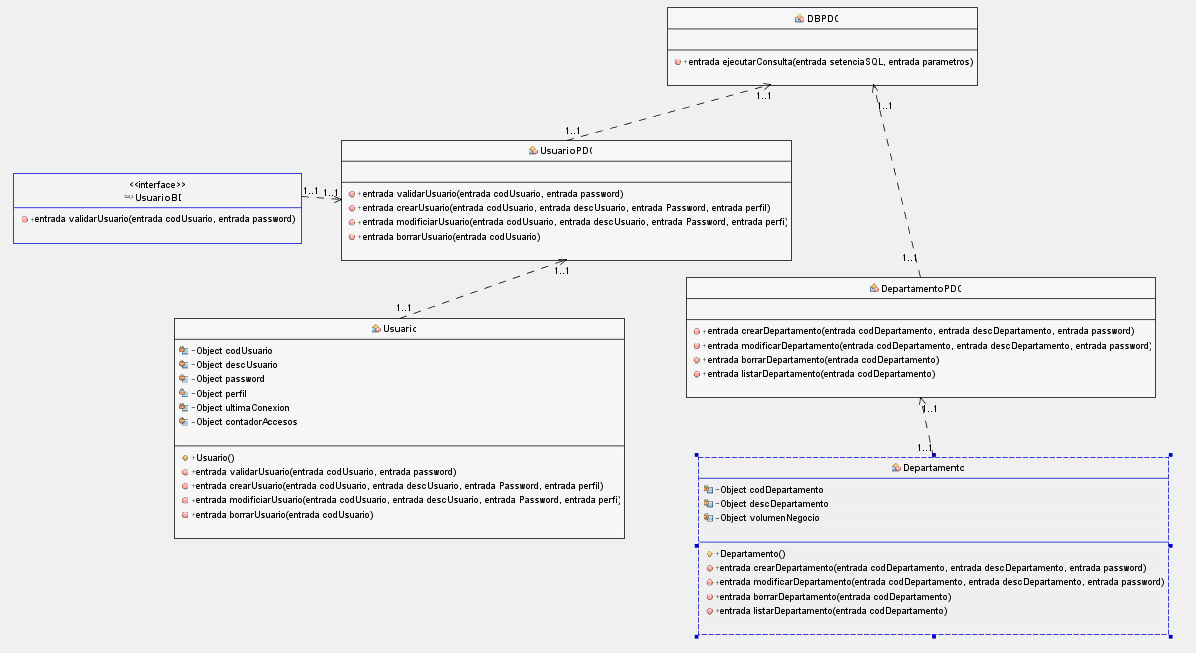 DBPDO
+entrada ejecutarConsulta(entrada setenciaSQL, entrada parametros)
1..1
1..1
1..1
1..1
UsuarioPDO
+entrada validarUsuario(entrada codUsuario, entrada password)
+entrada crearUsuario(entrada codUsuario, entrada descUsuario, entrada Password, entrada perfil)
+entrada modificiarUsuario(entrada codUsuario, entrada descUsuario, entrada Password, entrada perfi
+entrada borrarUsuario(entrada codUsuario)
<<interface>>
UsuarioBD
+entrada validarUsuario(entrada codUsuario, entrada password)
1..1
1..1
1..1
1..1
Usuario
-Object codUsuario
-Object descUsuario
-Object password
-Object perfil
-Object ultimaConexion
-Object contadorAccesos
+Usuario()
+entrada validarUsuario(entrada codUsuario, entrada password)
+entrada crearUsuario(entrada codUsuario, entrada descUsuario, entrada Password, entrada perfil)
+entrada modificiarUsuario(entrada codUsuario, entrada descUsuario, entrada Password, entrada perfi
+entrada borrarUsuario(entrada codUsuario)
DepartamentoPDO
+entrada crearDepartamento(entrada codDepartamento, entrada descDepartamento, entrada password)
+entrada modificarDepartamento(entrada codDepartamento, entrada descDepartamento, entrada password)
+entrada borrarDepartamento(entrada codDepartamento)
+entrada listarDepartamento(entrada codDepartamento)
1..1
1..1
Departamento
-Object codDepartamento
-Object descDepartamento
-Object volumenNegocio
+Departamento()
+entrada crearDepartamento(entrada codDepartamento, entrada descDepartamento, entrada password)
+entrada modificarDepartamento(entrada codDepartamento, entrada descDepartamento, entrada password)
+entrada borrarDepartamento(entrada codDepartamento)
+entrada listarDepartamento(entrada codDepartamento)